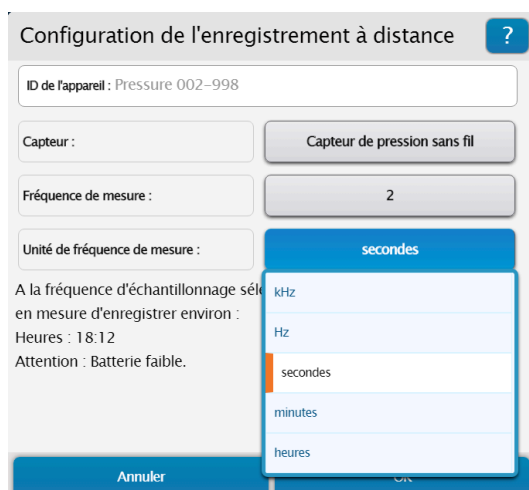 Configuration de l'enregistrement à distance ?
ID de l'appareil : Pressure 002-998
Capteur : Capteur de pression sans fil
Fréquence de mesure : 2
Unité de fréquence de mesure : secondes
A la fréquence d'échantillonnage
en mesure d'enregistrer environ :
Heures : 18:12
Attention : Batterie faible.
kHz
Hz
secondes
minutes
heures
Annuler